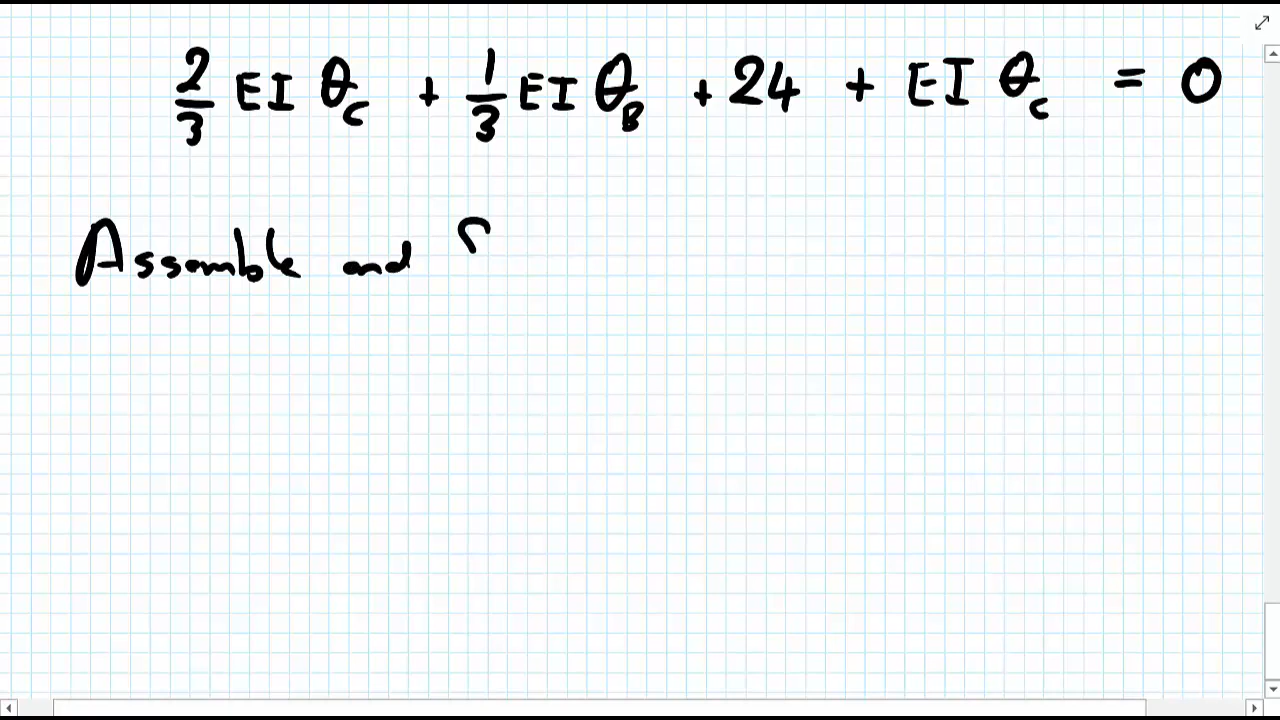 2/3 EI θC + 1/3 EI θB + 24 + EI θC = 0
Assemble and